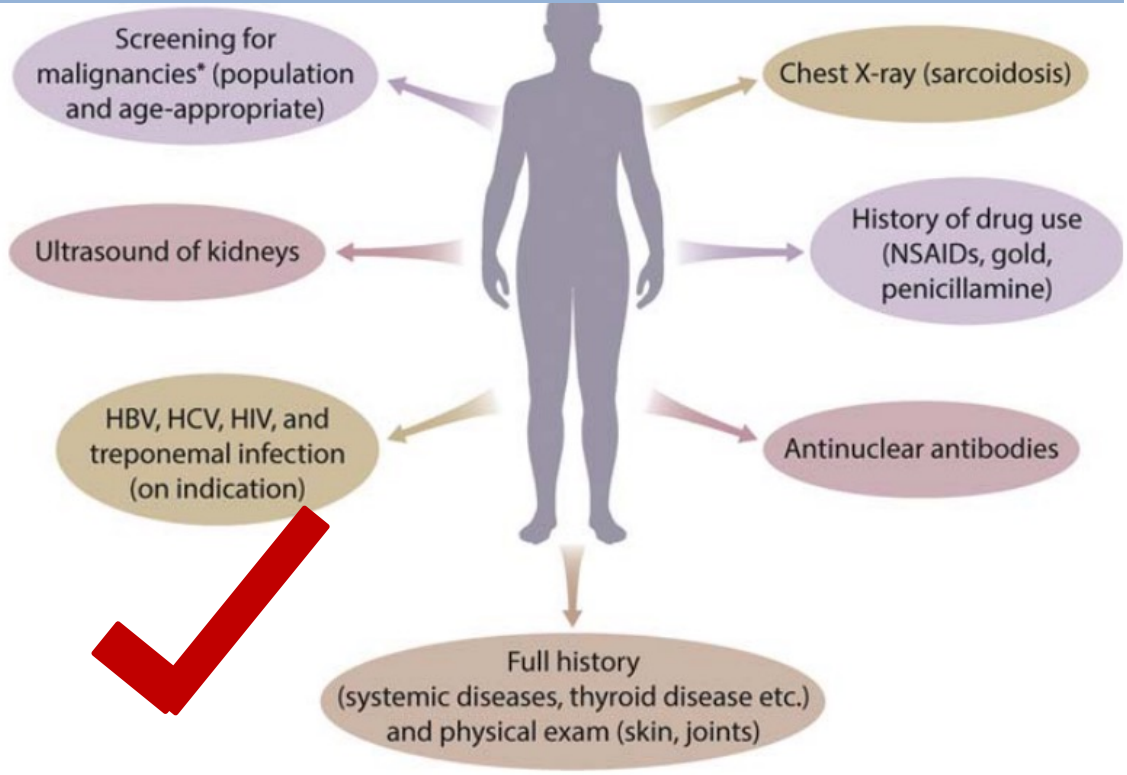 Screening for
malignancies* (population
and age-appropriate)
Chest X-ray (sarcoidosis)
Ultrasound of kidneys
History of drug use
(NSAIDs, gold,
penicillamine)
HBV, HCV, HIV, and
treponemal infection
(on indication)
Antinuclear antibodies
Full history
(systemic diseases, thyroid disease etc.)
and physical exam (skin, joints)